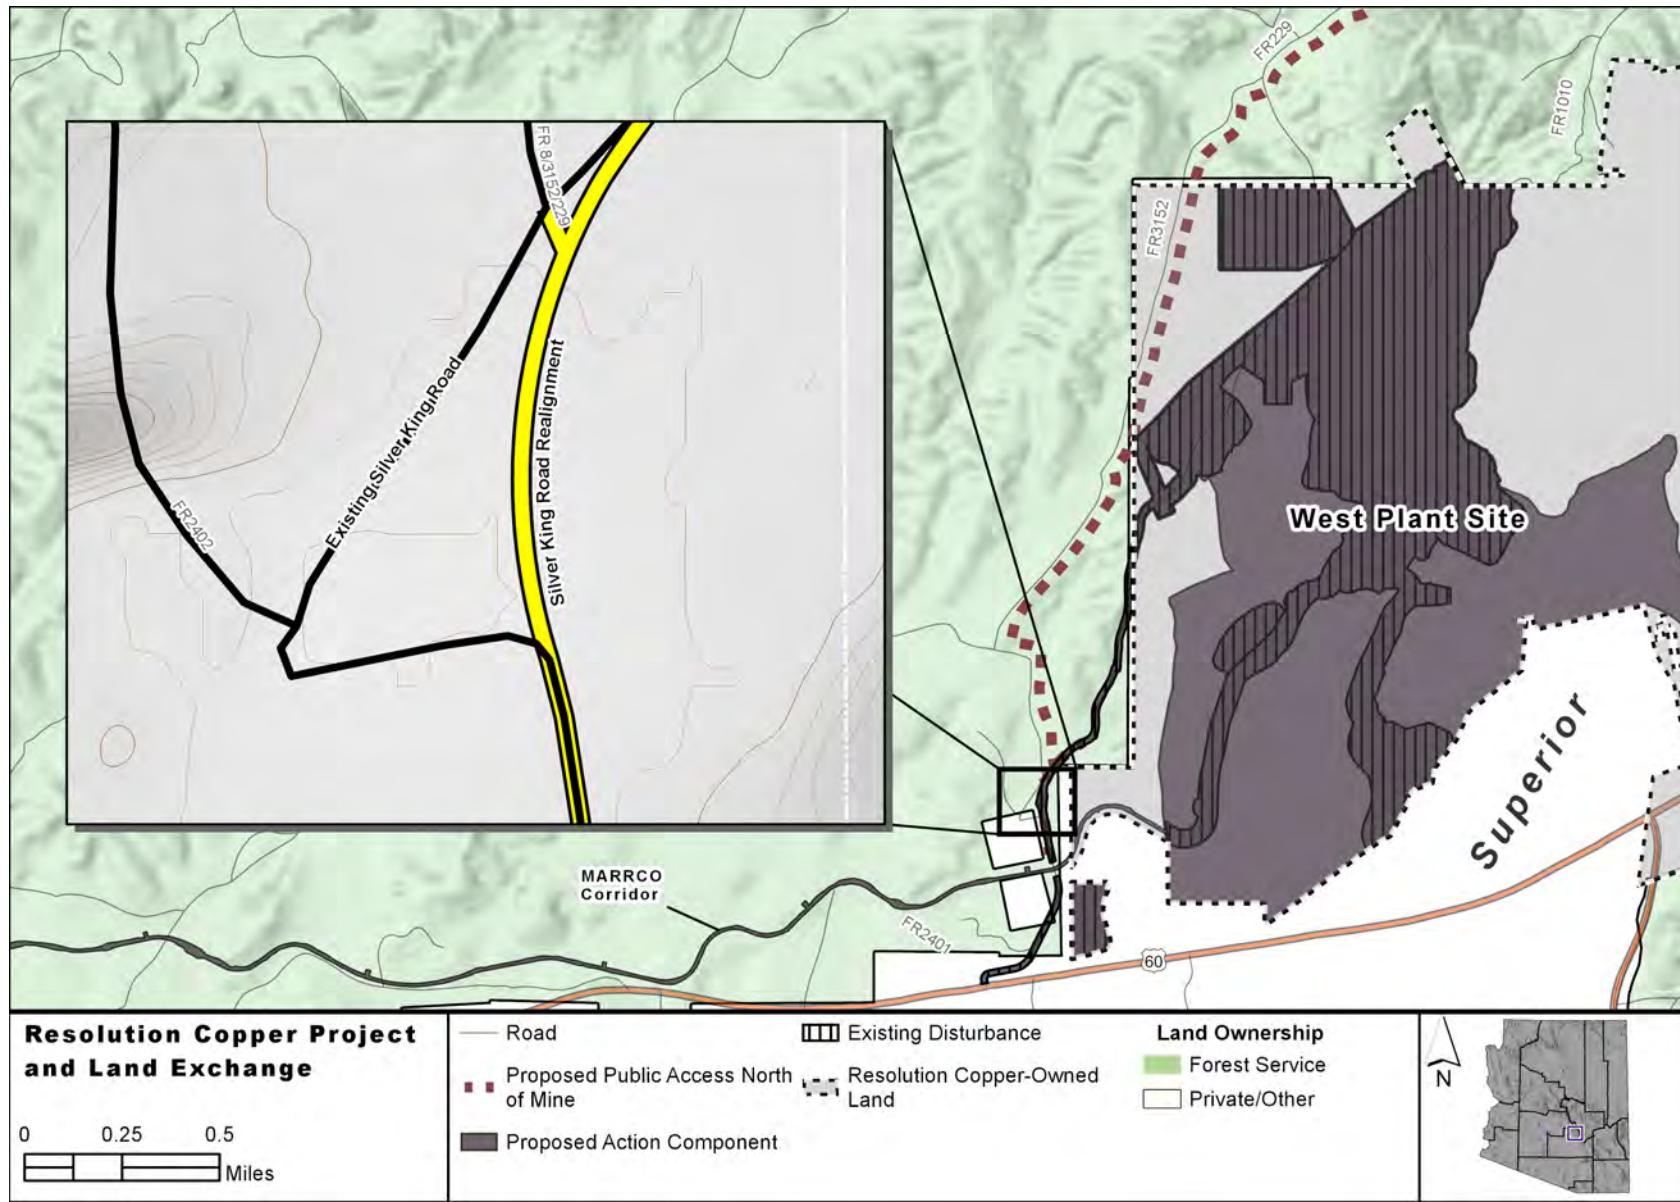 FR229
FR1010
FR 8/3152/229
FR3152
Existing Silver King Road
Silver King Road Realignment
FR2402
West Plant Site
Superior
MARRCO
Corridor
FR2401
60
Resolution Copper Project
and Land Exchange
0 0.25 0.5
Miles
Road
Proposed Public Access North
of Mine
Proposed Action Component
Existing Disturbance
Resolution Copper-Owned
Land
Land Ownership
Forest Service
Private/Other
N